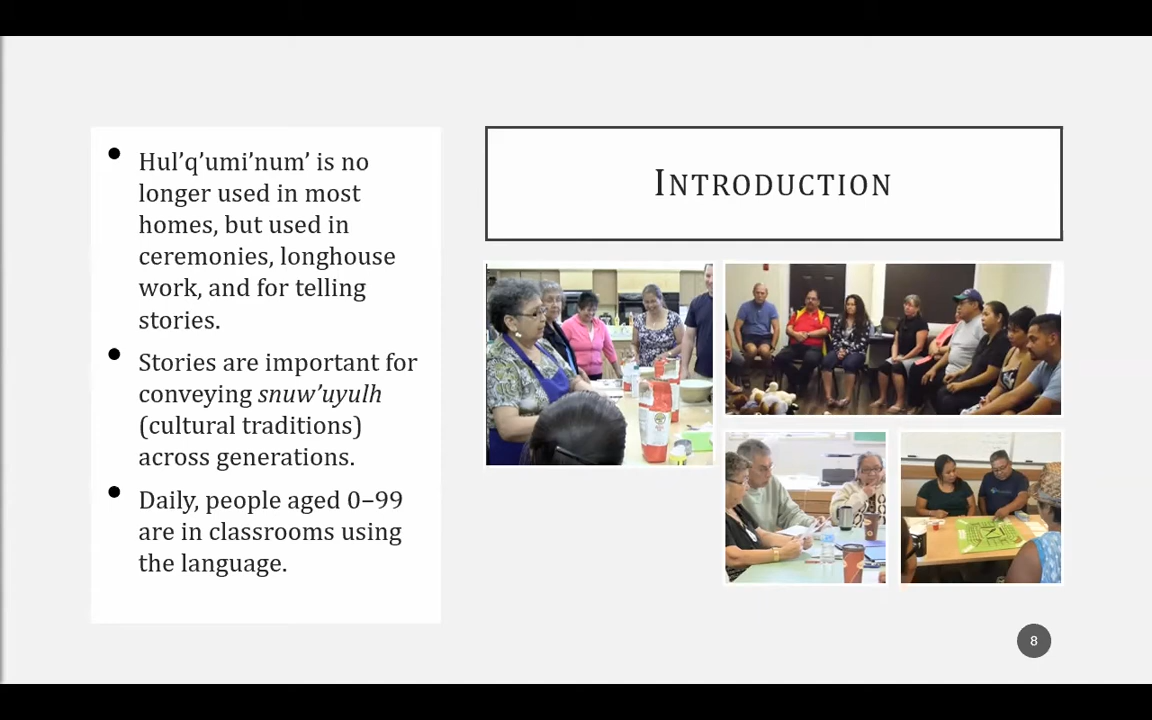 Hul’q’umi’num’ is no
longer used in most
homes, but used in
ceremonies, longhouse
work, and for telling
stories.
Stories are important for
conveying snuw’uyulh
(cultural traditions)
across generations.
Daily, people aged 0–99
are in classrooms using
the language.
INTRODUCTION
8